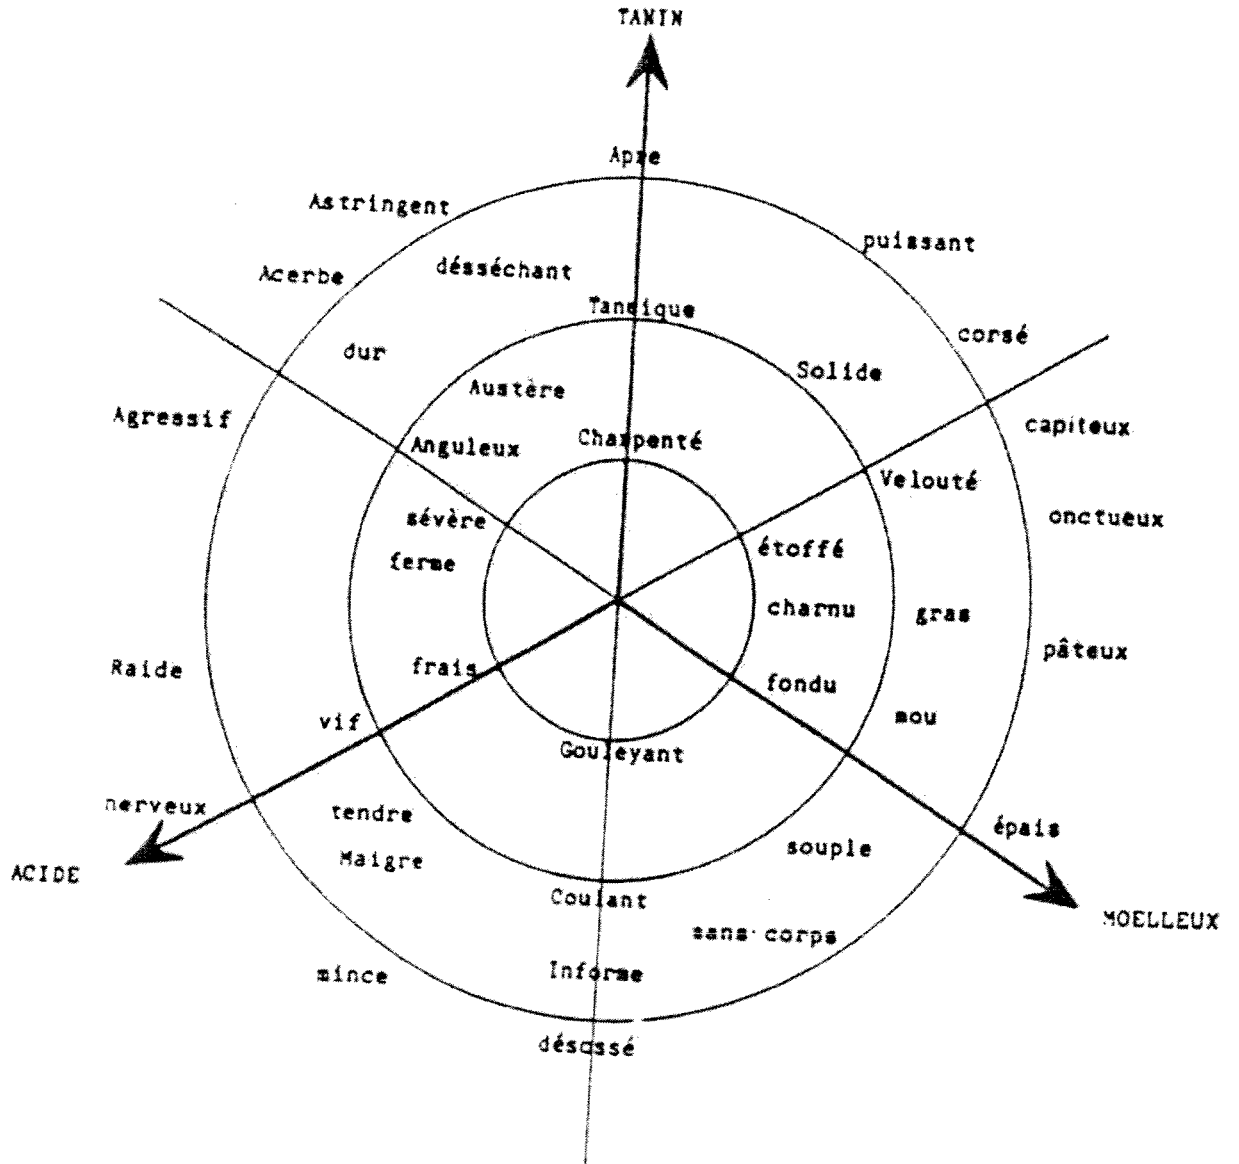 TANIN
Apre
Astringent
puissant
désséchant
Acerbe
Tannique
corsé
dur
Solide
Austère
Agressif
capiteux
Charpenté
Anguleux
Velouté
sévère
onctueux
étoffé
ferme
charnu
gras
pâteux
frais
Raide
fondu
vif
mou
Gouleyant
nerveux
tendre
épais
souple
Maigre
ACIDE
Coulant
MOELLEUX
sans corps
mince
Informe
désossé